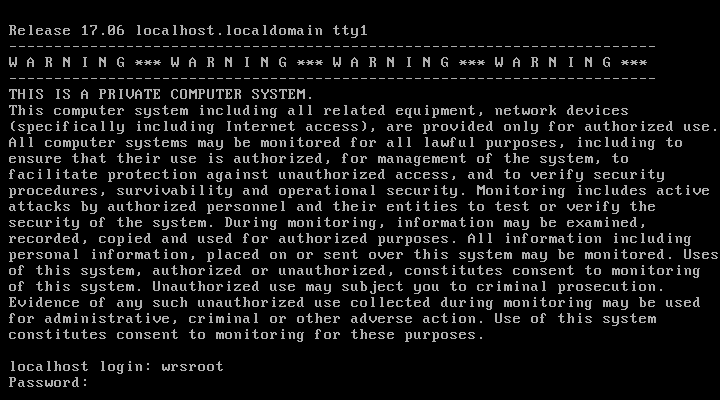 Release 17.06 localhost.localdomain tty1
------------------------------------------------------------------------
W A R N I N G *** W A R N I N G *** W A R N I N G *** W A R N I N G ***
------------------------------------------------------------------------
THIS IS A PRIVATE COMPUTER SYSTEM.
This computer system including all related equipment, network devices
(specifically including Internet access), are provided only for authorized use.
All computer systems may be monitored for all lawful purposes, including to
ensure that their use is authorized, for management of the system, to
facilitate protection against unauthorized access, and to verify security
procedures, survivability and operational security. Monitoring includes active
attacks by authorized personnel and their entities to test or verify the
security of the system. During monitoring, information may be examined,
recorded, copied and used for authorized purposes. All information including
personal information, placed on or sent over this system may be monitored. Uses
of this system, authorized or unauthorized, constitutes consent to monitoring
of this system. Unauthorized use may subject you to criminal prosecution.
Evidence of any such unauthorized use collected during monitoring may be used
for administrative, criminal or other adverse action. Use of this system
constitutes consent to monitoring for these purposes.
localhost login: wrsroot
Password: